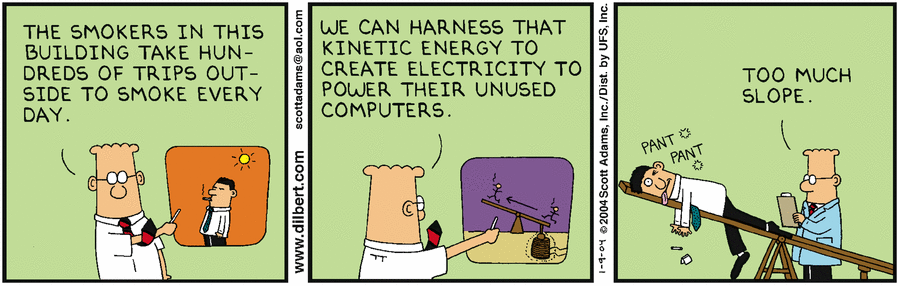 THE SMOKERS IN THIS
BUILDING TAKE HUN-
DREDS OF TRIPS OUT-
SIDE TO SMOKE EVERY
DAY.
www.dilbert.com
scottadams@aol.com
WE CAN HARNESS THAT
KINETIC ENERGY TO
CREATE ELECTRICITY TO
POWER THEIR UNUSED
COMPUTERS.
1-9-04 © 2004 Scott Adams, Inc./Dist. by UFS, Inc.
TOO MUCH
SLOPE.
PANT
PANT